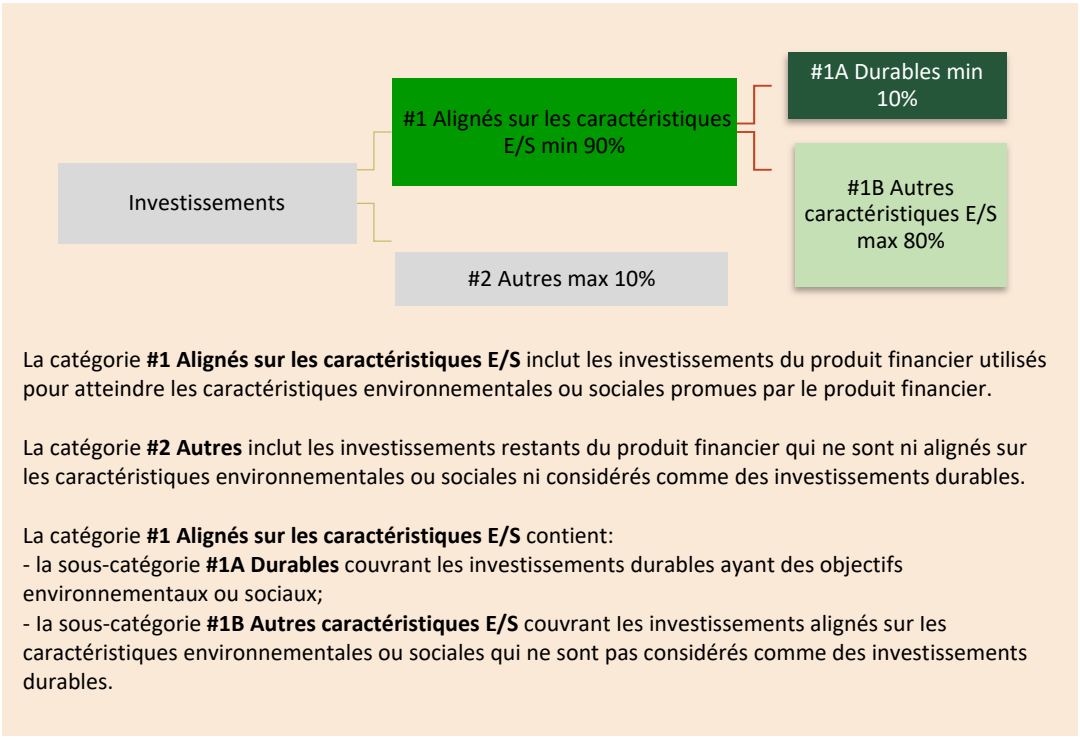 #1A Durables min
10%
#1 Alignés sur les caractéristiques
E/S min 90%
Investissements
#1B Autres
caractéristiques E/S
max 80%
#2 Autres max 10%
La catégorie #1 Alignés sur les caractéristiques E/S inclut les investissements du produit financier utilisés
pour atteindre les caractéristiques environnementales ou sociales promues par le produit financier.
La catégorie #2 Autres inclut les investissements restants du produit financier qui ne sont ni alignés sur
les caractéristiques environnementales ou sociales ni considérés comme des investissements durables.
La catégorie #1 Alignés sur les caractéristiques E/S contient:
- la sous-catégorie #1A Durables couvrant les investissements durables ayant des objectifs
environnementaux ou sociaux;
- Ia sous-catégorie #1B Autres caractéristiques E/S couvrant Ies investissements alignés sur Ies
caractéristiques environnementales ou sociales qui ne sont pas considérés comme des investissements
durables.